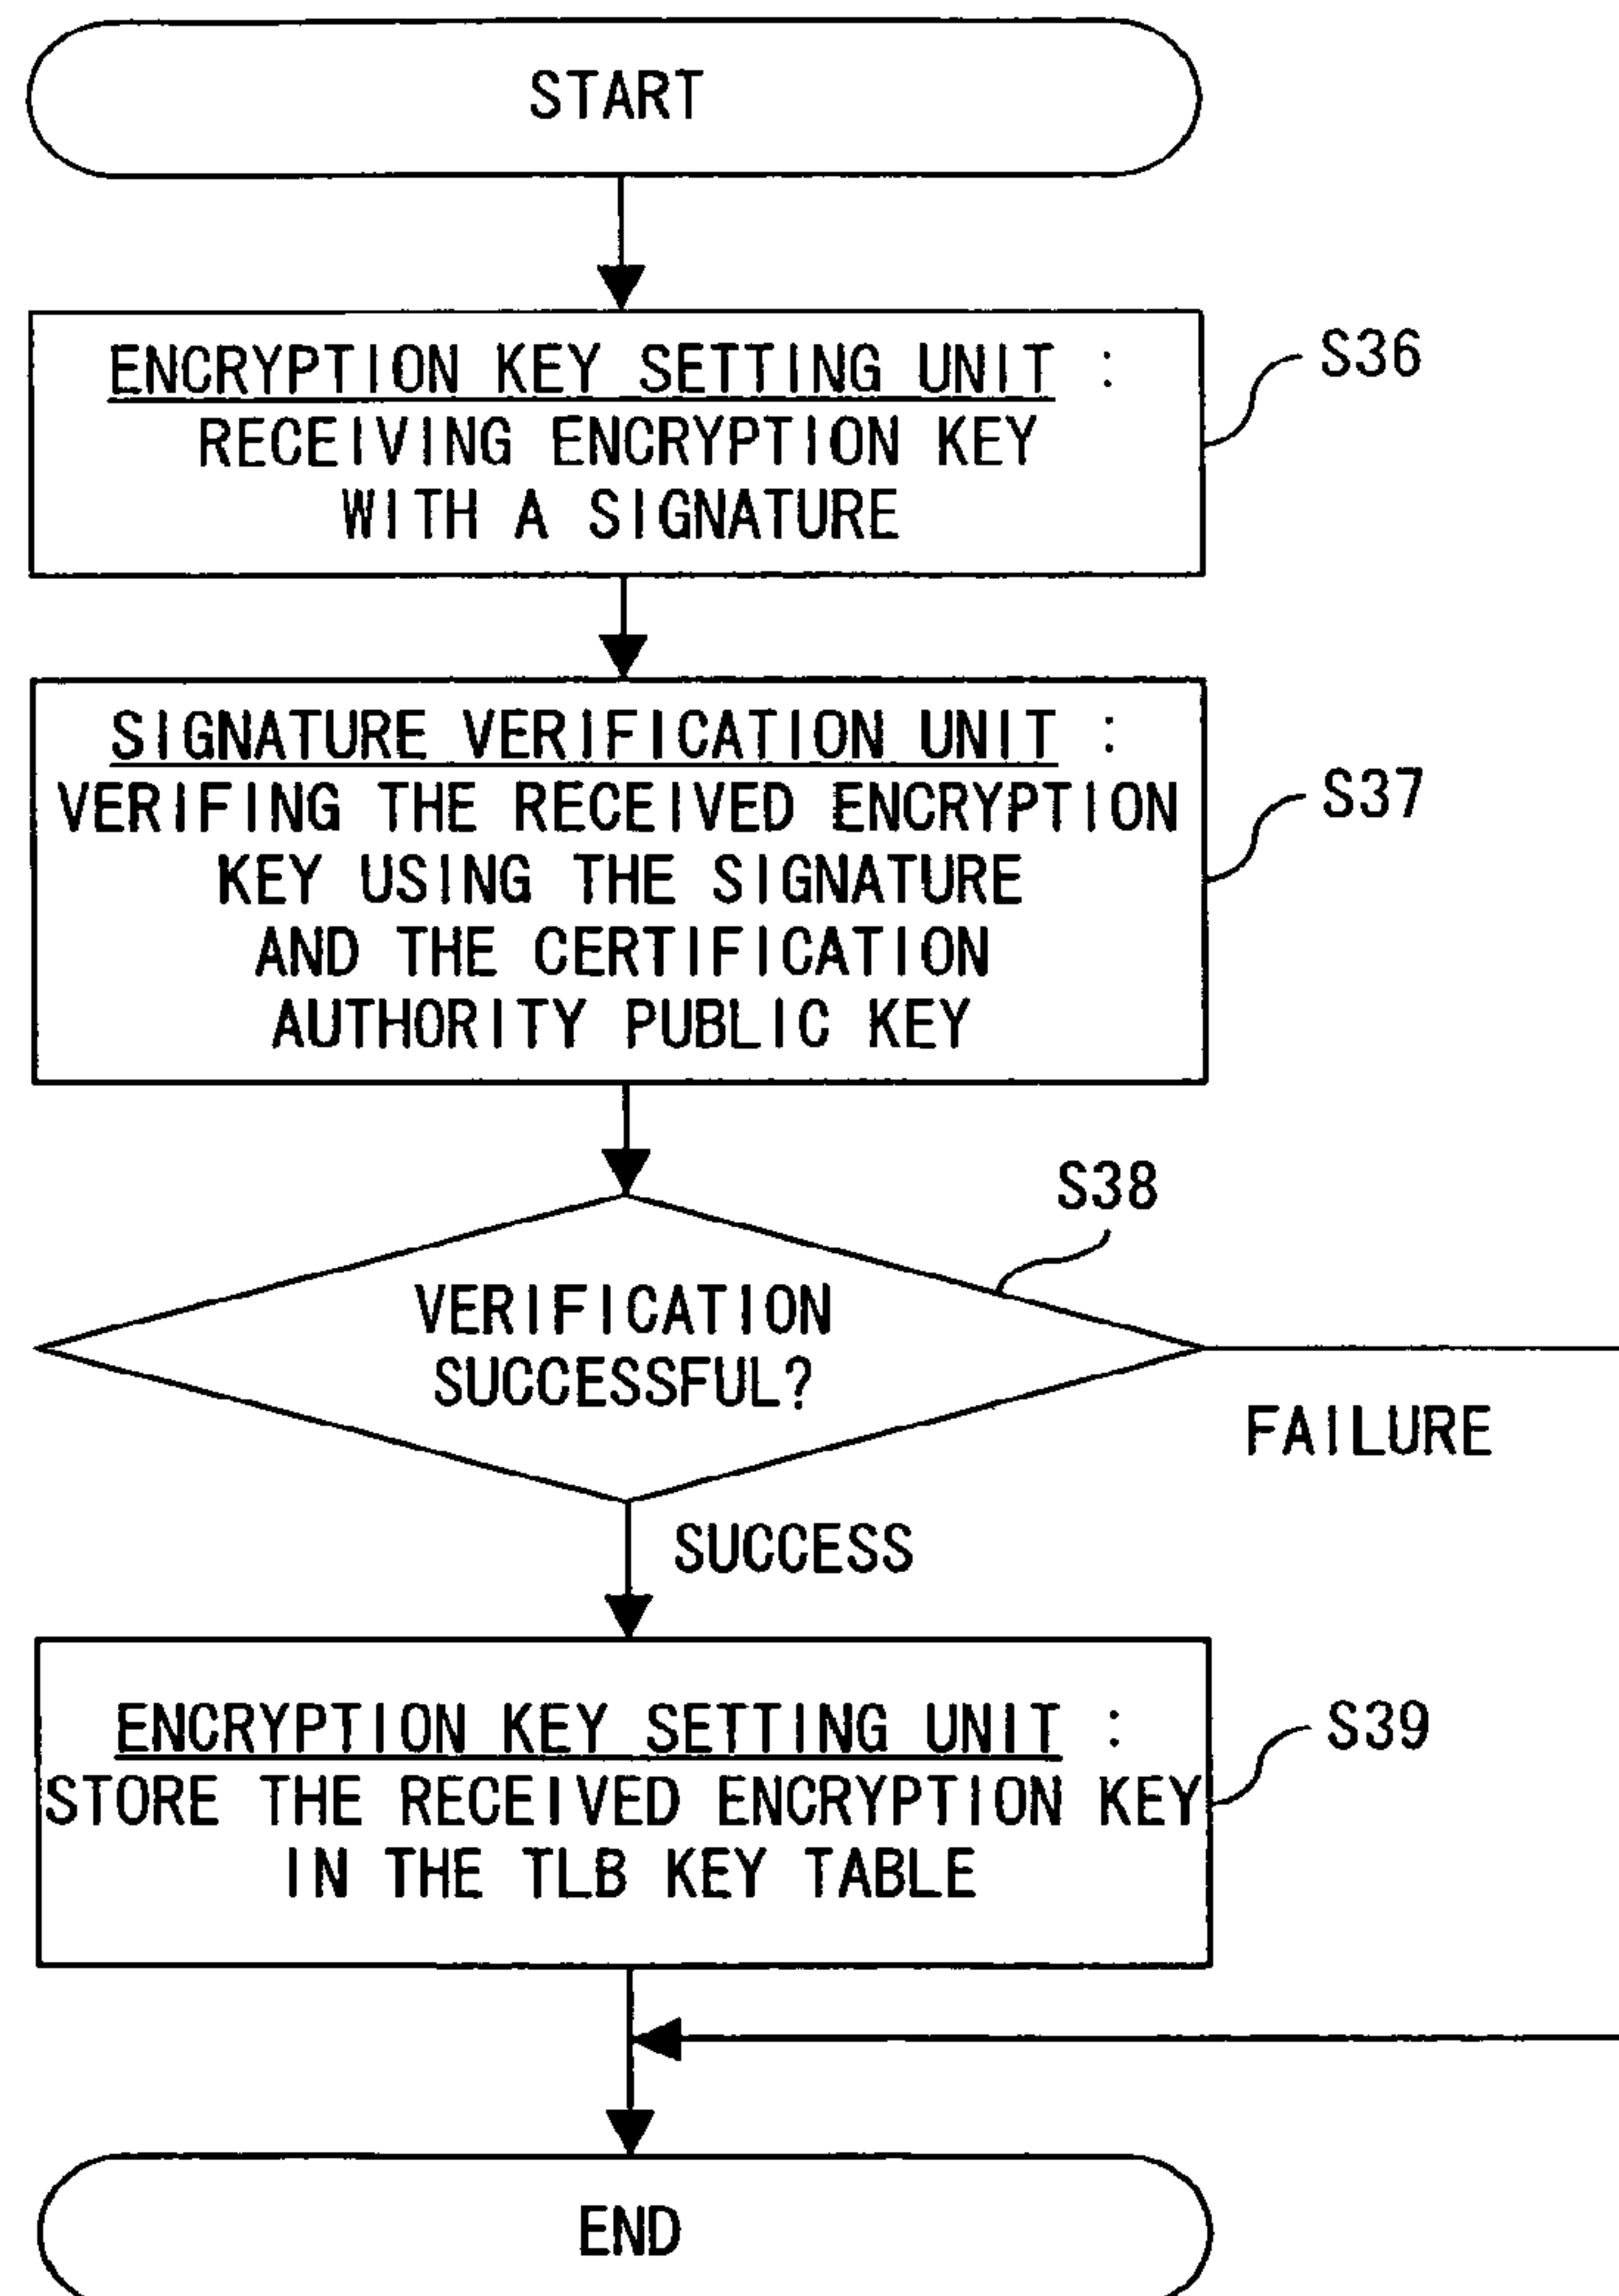 START
ENCRYPTION KEY SETTING UNIT :
RECEIVING ENCRYPTION KEY
WITH A SIGNATURE
S36
SIGNATURE VERIFICATION UNIT :
VERIFING THE RECEIVED ENCRYPTION
KEY USING THE SIGNATURE
AND THE CERTIFICATION
AUTHORITY PUBLIC KEY
S37
S38
VERIFICATION
SUCCESSFUL?
FAILURE
SUCCESS
ENCRYPTION KEY SETTING UNIT :
STORE THE RECEIVED ENCRYPTION KEY
IN THE TLB KEY TABLE
S39
END